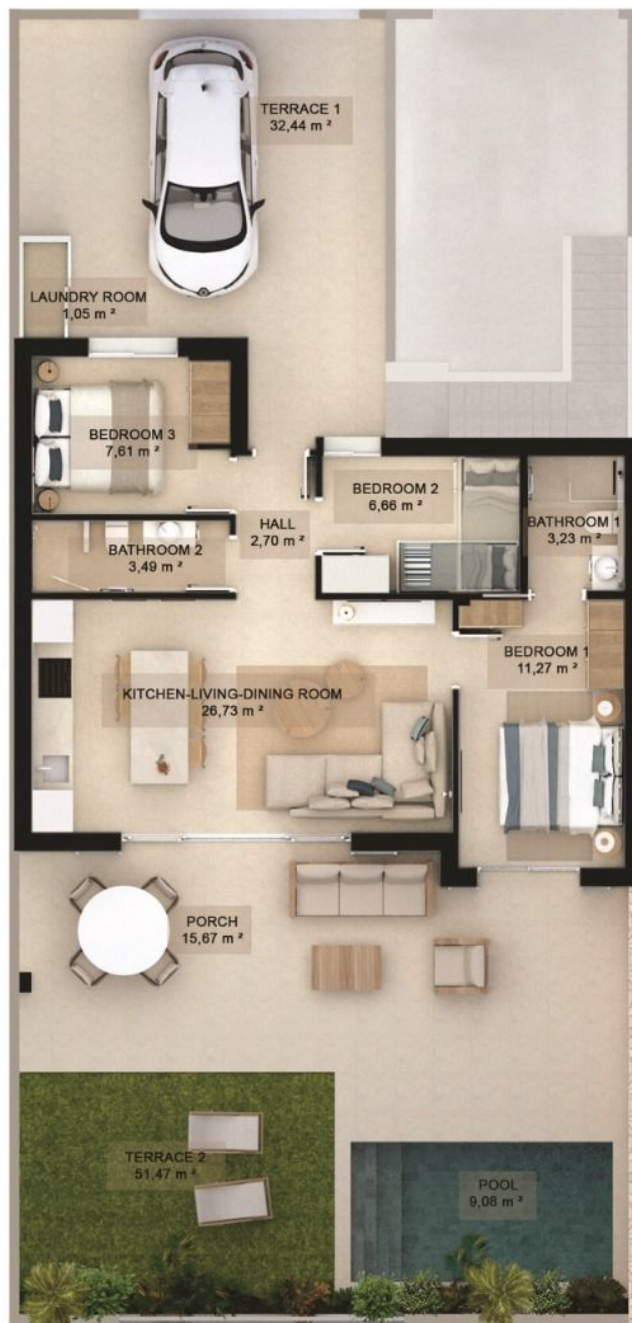 TERRACE 1
32,44 m ²
LAUNDRY ROOM
1,05 m ²
BEDROOM 3
7,61 m ²
BEDROOM 2
6,66 m ²
HALL
2,70 m ²
BATHROOM 1
3,23 m ²
BATHROOM 2
3,49 m ²
BEDROOM 1
11,27 m ²
KITCHEN-LIVING-DINING ROOM
26,73 m ²
PORCH
15,67 m ²
TERRACE 2
51,47 m ²
POOL
9,08 m ²